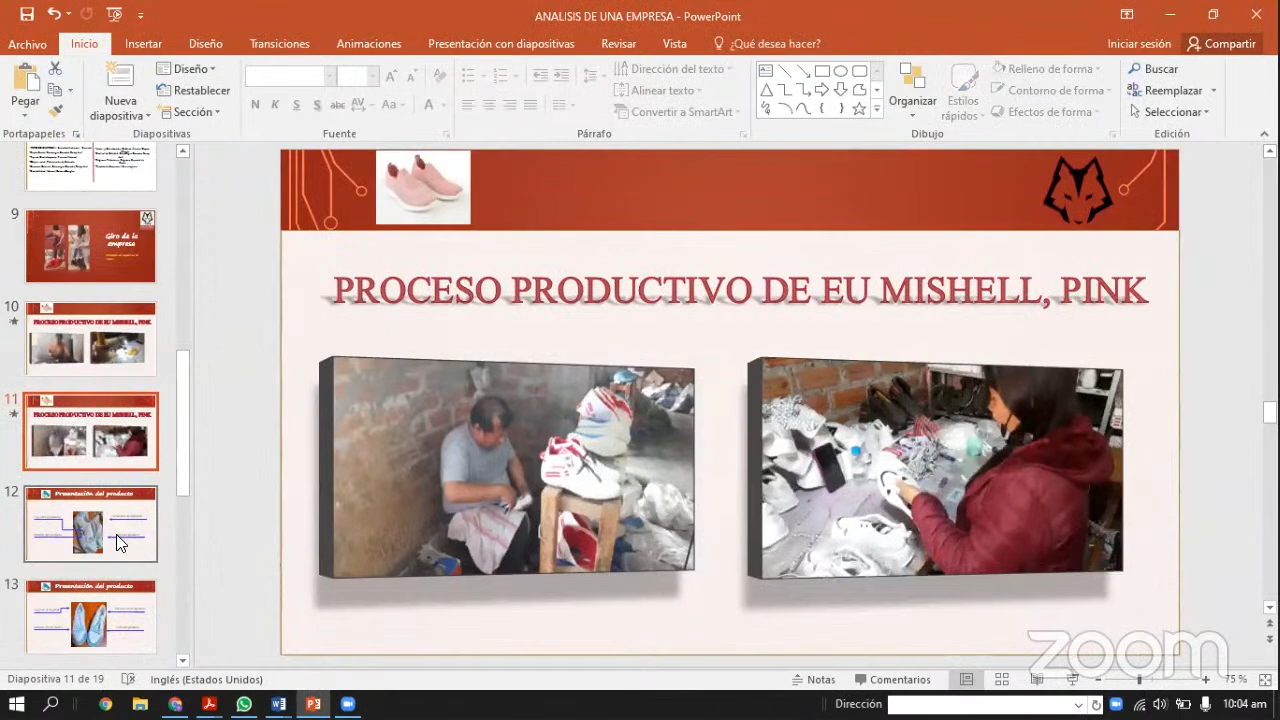 ANALISIS DE UNA EMPRESA - PowerPoint
Archivo
Inicio
Insertar
Diseño
Transiciones
Animaciones
Presentación con diapositivas
Revisar
Vista
¿Qué desea hacer?
Iniciar sesión
Compartir
Pegar
Nueva diapositiva
Diseño
Restablecer
Sección
N K S S abc AV Aa A
Dirección del texto
Alinear texto
Convertir a SmartArt
Organizar
Estilos rápidos
Relleno de forma
Contorno de forma
Efectos de forma
Buscar
Reemplazar
Seleccionar
Portapapeles
Diapositivas
Fuente
Párrafo
Dibujo
Edición
9
Giro de la
empresa
10
PROCESO PRODUCTIVO DE EU MISHELL, PINK
11
PROCESO PRODUCTIVO DE EU MISHELL, PINK
12
Presentación del producto
13
Presentación del producto
PROCESO PRODUCTIVO DE EU MISHELL, PINK
zoom
Diapositiva 11 de 19
Inglés (Estados Unidos)
Notas
Comentarios
75 %
Dirección
10:04 am